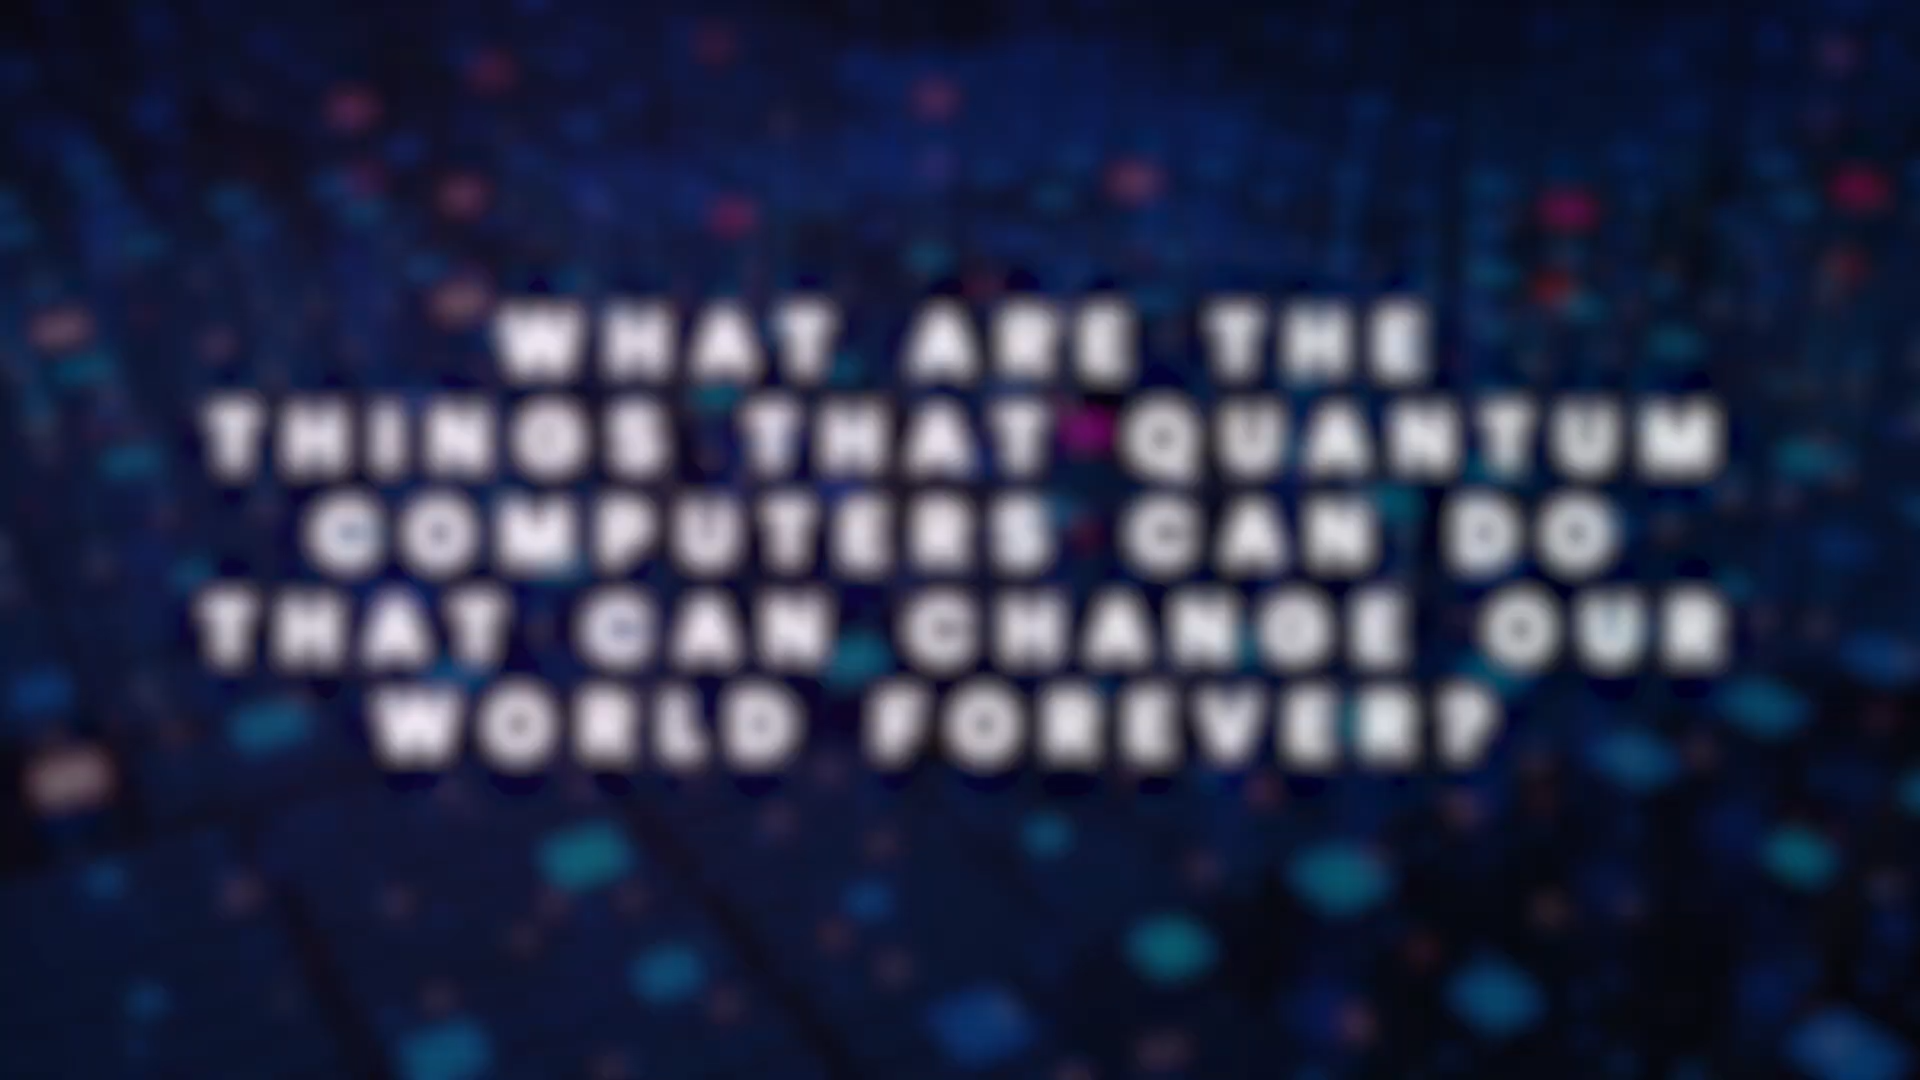 WHAT ARE THE
THINGS THAT QUANTUM
COMPUTERS CAN DO
THAT CAN CHANGE OUR
WORLD FOREVER?